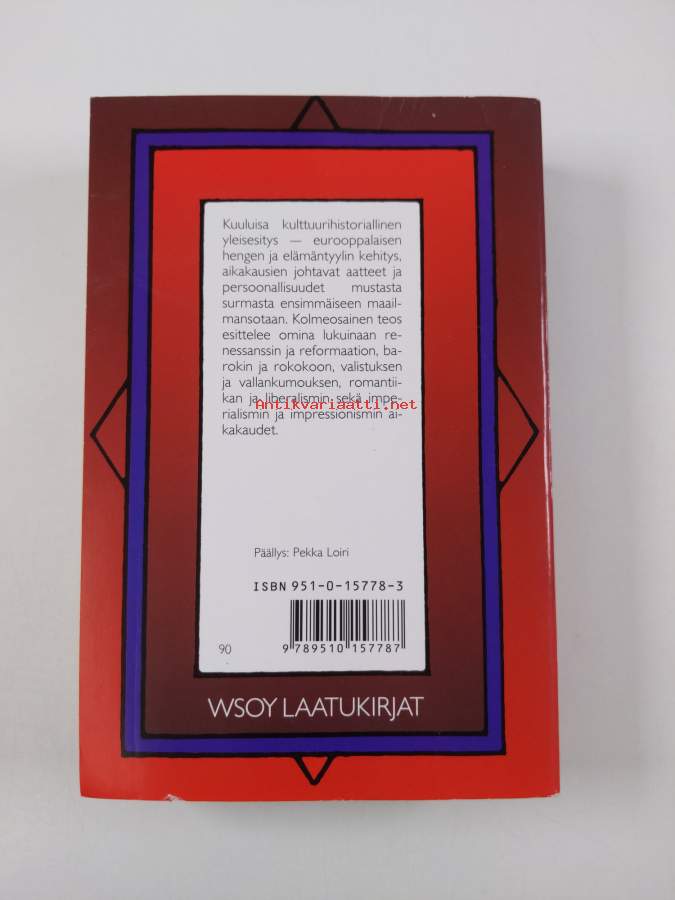 Kuuluisa kulttuurihistoriallinen
yleisesitys — eurooppalaisen
hengen ja elämäntyylin kehitys,
aikakausien johtavat aatteet ja
persoonallisuudet mustasta
surmasta ensimmäiseen maail-
mansotaan. Kolmeosainen teos
esittelee omina lukuinaan re-
nessanssin ja reformaation, ba-
rokin ja rokokoon, valistuksen
ja vallankumouksen, romantii-
kan ja liberalismin sekä impe-
Antikvariaatti.net
rialismin ja impressionismin ai-
kakaudet.
Päällys: Pekka Loiri
ISBN 951-0-15778-3
90
9 789510 157787
WSOY LAATUKIRJAT